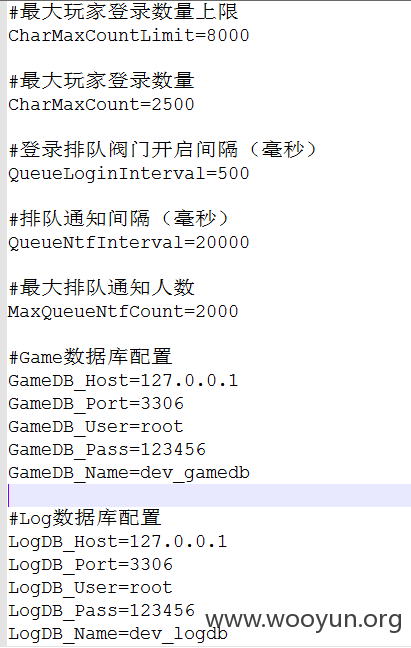 #最大玩家登录数量上限
CharMaxCountLimit=8000
#最大玩家登录数量
CharMaxCount=2500
#登录排队阀门开启间隔（毫秒）
QueueLoginInterval=500
#排队通知间隔（毫秒）
QueueNtfInterval=20000
#最大排队通知人数
MaxQueueNtfCount=2000
#Game数据库配置
GameDB_Host=127.0.0.1
GameDB_Port=3306
GameDB_User=root
GameDB_Pass=123456
GameDB_Name=dev_gamedb
#Log数据库配置
LogDB_Host=127.0.0.1
LogDB_Port=3306
LogDB_User=root
LogDB_Pass=123456
www.wooyun.org
LogDB_Name=dev_logdb